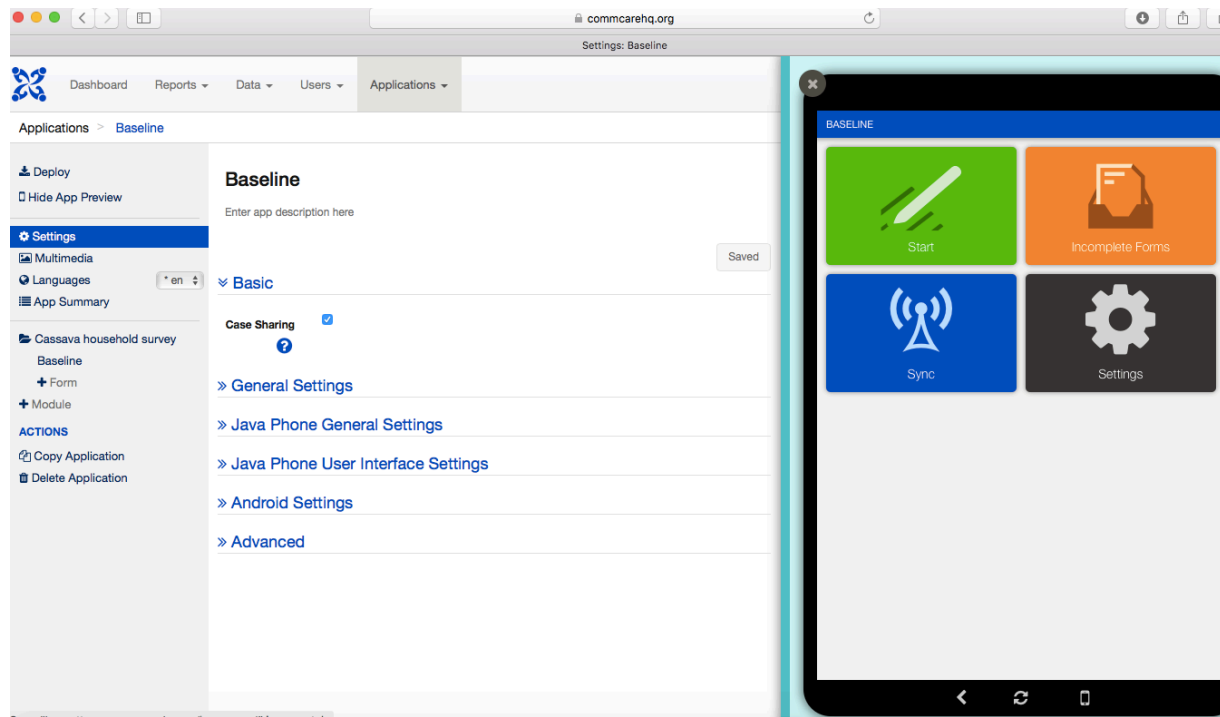 commcarehq.org
Settings: Baseline
Dashboard Reports Data Users Applications
Applications > Baseline
Deploy
Hide App Preview
Settings
Multimedia
Languages * en
App Summary
Cassava household survey
Baseline
+ Form
+ Module
ACTIONS
Copy Application
Delete Application
Baseline
Enter app description here
Saved
Basic
Case Sharing
?
General Settings
Java Phone General Settings
Java Phone User Interface Settings
Android Settings
Advanced
BASELINE
Start
Incomplete Forms
Sync
Settings